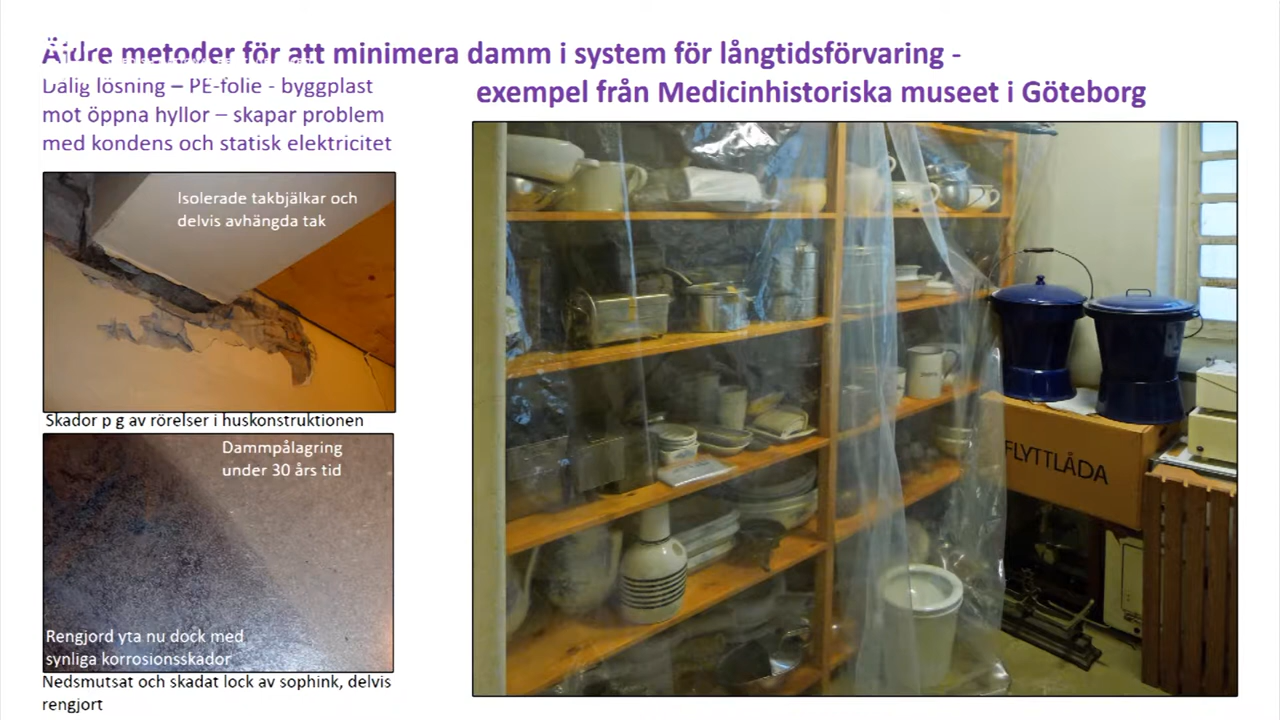 Äldre metoder för att minimera damm i system för långtidsförvaring -
exempel från Medicinhistoriska museet i Göteborg
Dålig lösning – PE-folie - byggplast
mot öppna hyllor – skapar problem
med kondens och statisk elektricitet
Isolerade takbjälkar och
delvis avhängda tak
Skador p g av rörelser i huskonstruktionen
Dammpålagring
under 30 års tid
Rengjord yta nu dock med
synliga korrosionsskador
Nedsmutsat och skadat lock av sophink, delvis
rengjort
FLYTTLÅDA